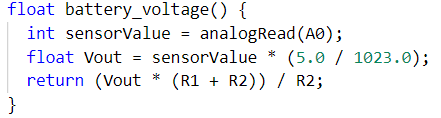 float battery_voltage() {
  int sensorValue = analogRead(A0);
  float Vout = sensorValue * (5.0 / 1023.0);
  return (Vout * (R1 + R2)) / R2;
}